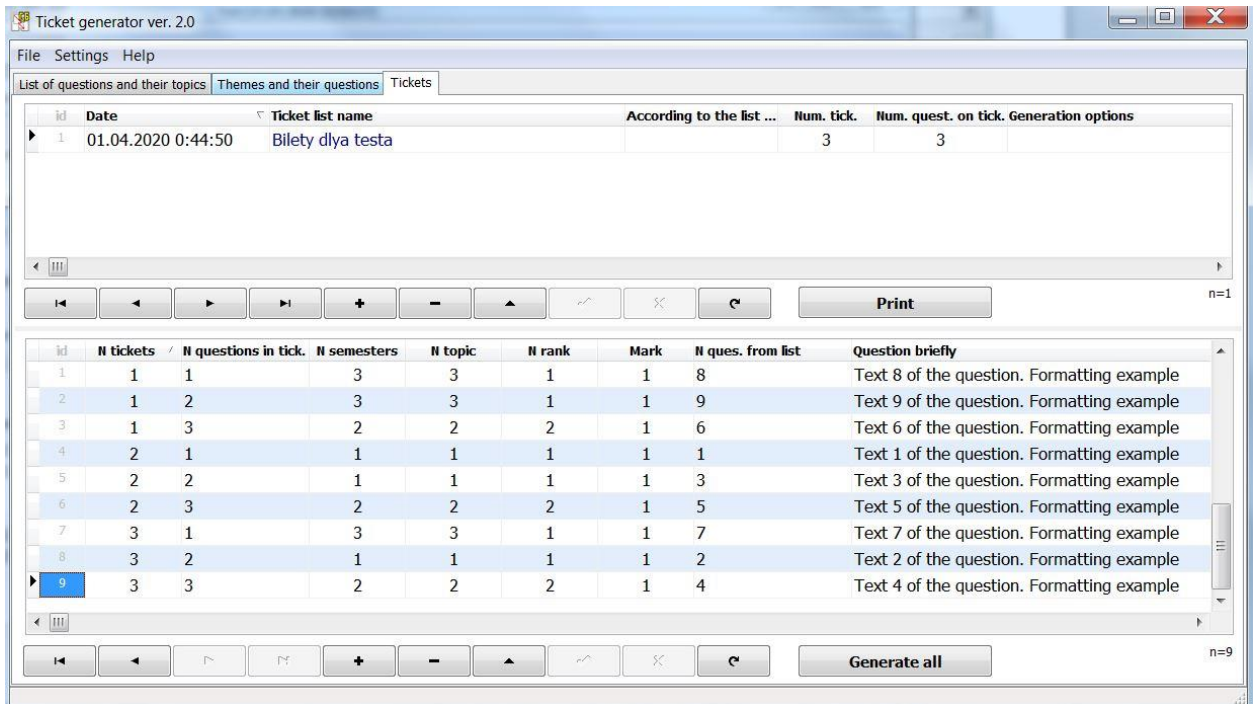 Ticket generator ver. 2.0
File Settings Help
List of questions and their topics Themes and their questions Tickets
id Date Ticket list name According to the list ... Num. tick. Num. quest. on tick. Generation options
1 01.04.2020 0:44:50 Bilety dlya testa 3 3
Print n=1
id N tickets N questions in tick. N semesters N topic N rank Mark N ques. from list Question briefly
1 1 1 3 3 1 1 8 Text 8 of the question. Formatting example
2 1 2 3 3 1 1 9 Text 9 of the question. Formatting example
3 1 3 2 2 2 1 6 Text 6 of the question. Formatting example
4 2 1 1 1 1 1 1 Text 1 of the question. Formatting example
5 2 2 1 1 1 1 3 Text 3 of the question. Formatting example
6 2 3 2 2 2 1 5 Text 5 of the question. Formatting example
7 3 1 3 3 1 1 7 Text 7 of the question. Formatting example
8 3 2 1 1 1 1 2 Text 2 of the question. Formatting example
9 3 3 2 2 2 1 4 Text 4 of the question. Formatting example
Generate all n=9